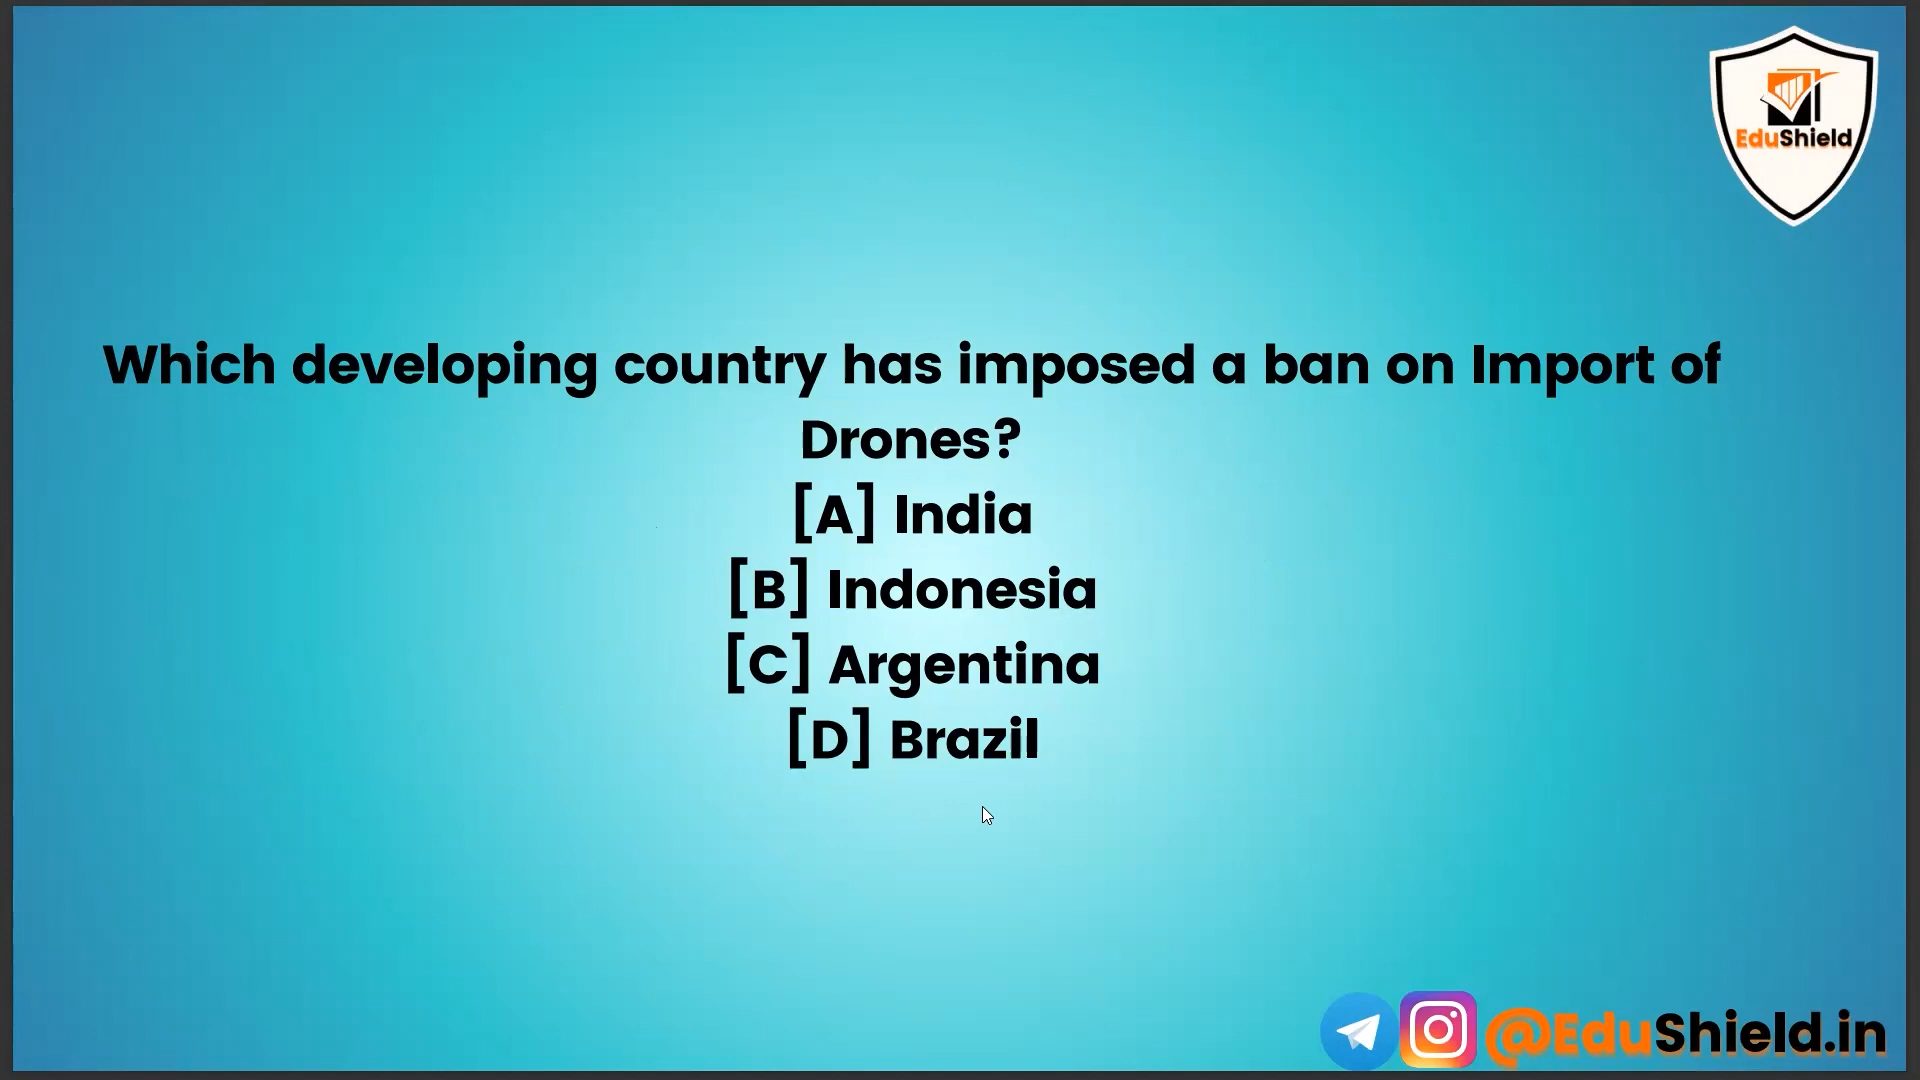 EduShield
Which developing country has imposed a ban on Import of
Drones?
[A] India
[B] Indonesia
[C] Argentina
[D] Brazil
@EduShield.in